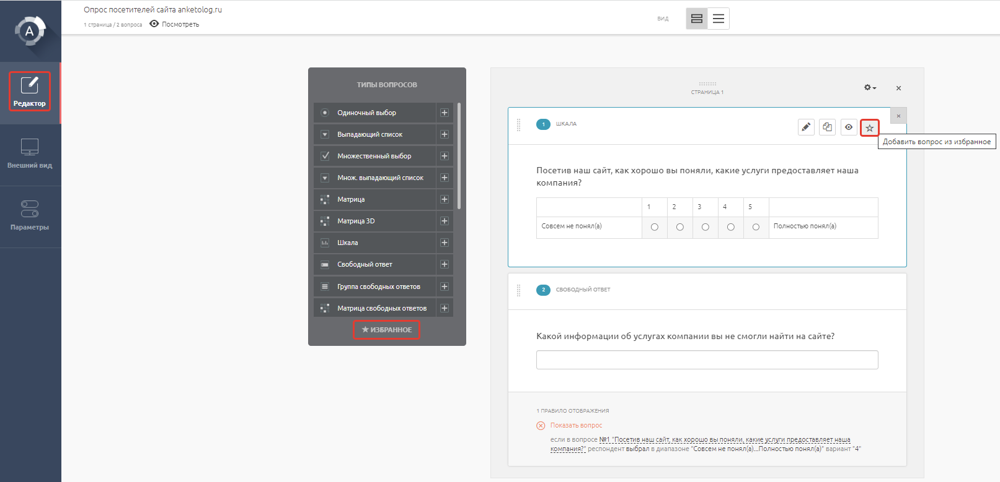 Опрос посетителей сайта anketolog.ru
1 страница / 2 вопроса
Посмотреть
ВИД
A
Редактор
Внешний вид
Параметры
ТИПЫ ВОПРОСОВ
Одиночный выбор
Выпадающий список
Множественный выбор
Множ. выпадающий список
Матрица
Матрица 3D
Шкала
Свободный ответ
Группа свободных ответов
Матрица свободных ответов
ИЗБРАННОЕ
СТРАНИЦА 1
1 ШКАЛА
Добавить вопрос из избранное
Посетив наш сайт, как хорошо вы поняли, какие услуги предоставляет наша
компания?
1 2 3 4 5
Совсем не понял(а) Полностью понял(а)
2 СВОБОДНЫЙ ОТВЕТ
Какой информации об услугах компании вы не смогли найти на сайте?
1 ПРАВИЛО ОТОБРАЖЕНИЯ
Показать вопрос
если в вопросе №1 "Посетив наш сайт, как хорошо вы поняли, какие услуги предоставляет наша
компания?" респондент выбрал в диапазоне "Совсем не понял(а)...Полностью понял(а)" вариант "4"